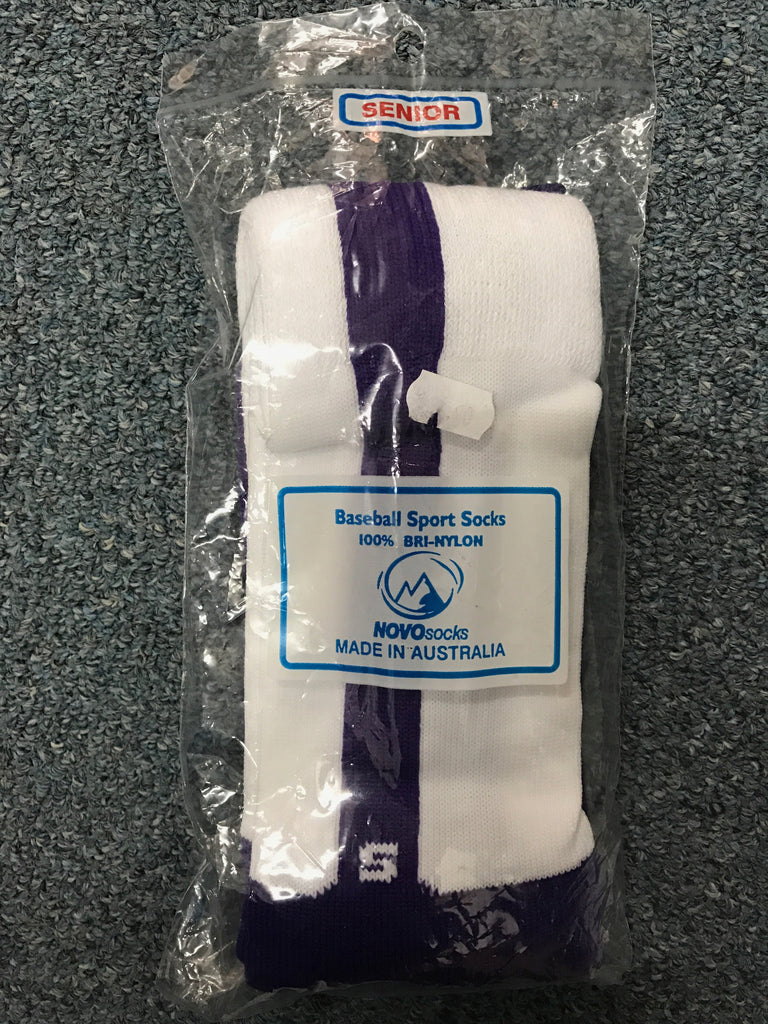 SENIOR
Baseball Sport Socks
100% BRI-NYLON
NOVOsocks
MADE IN AUSTRALIA
S